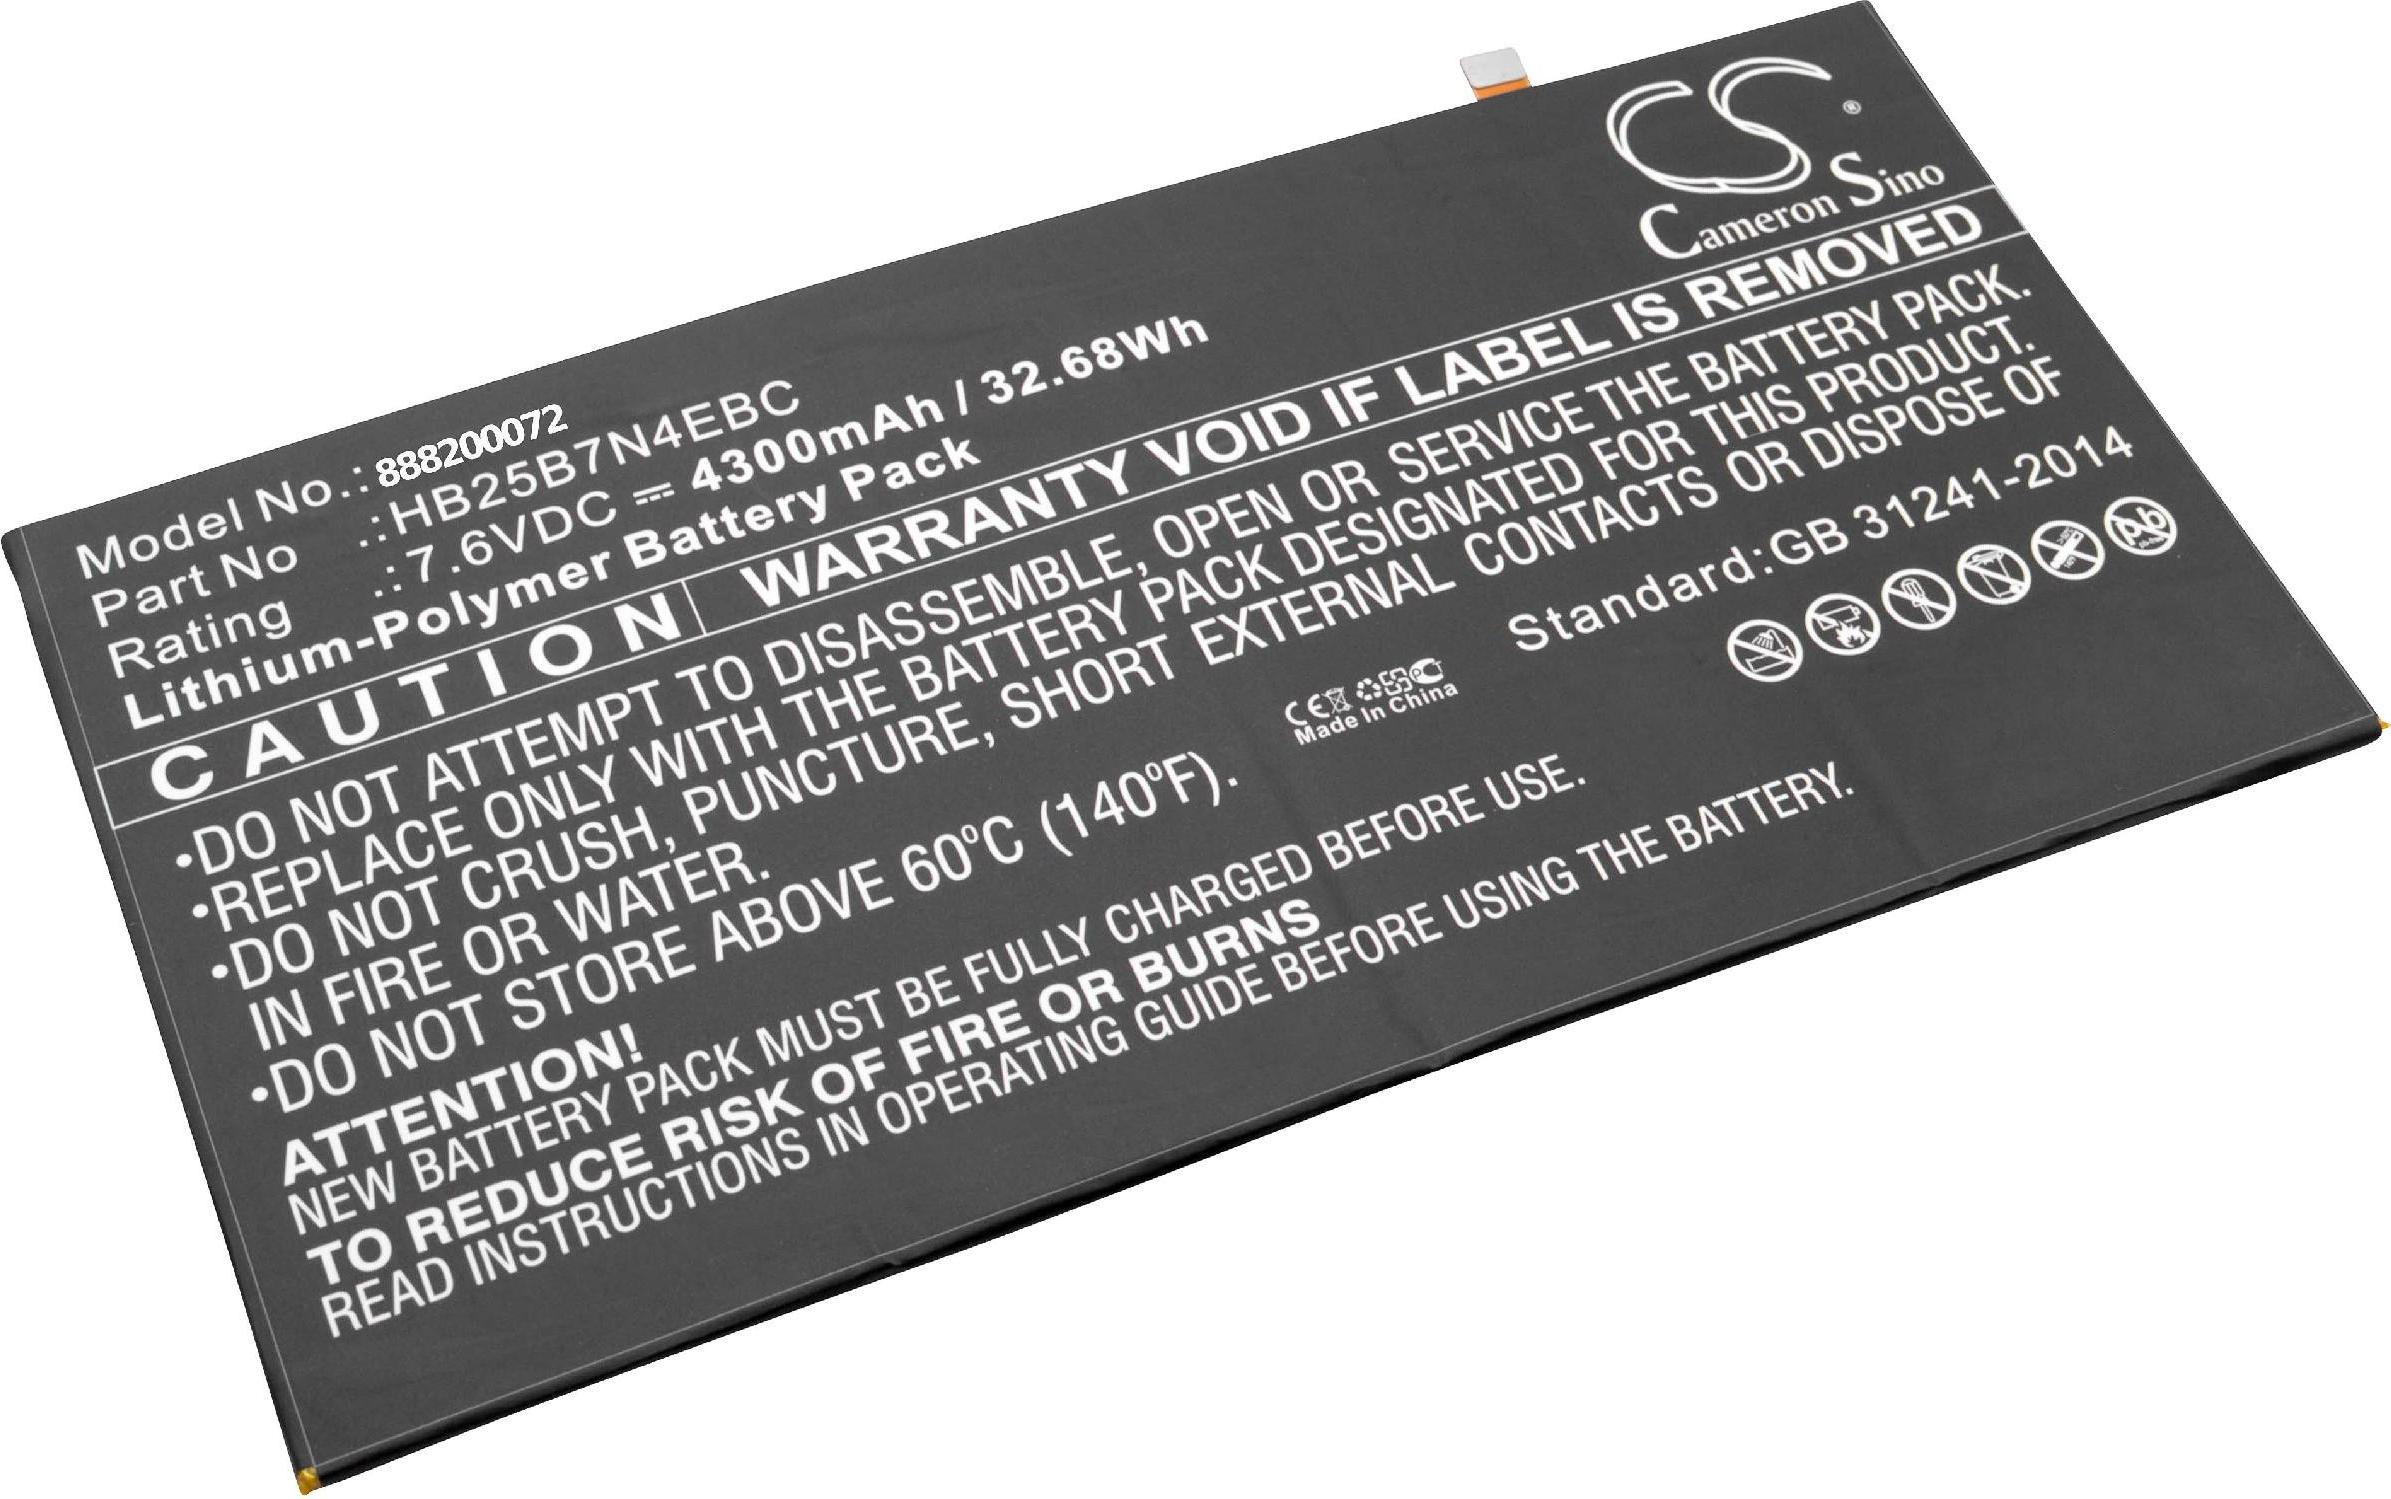 CS ®
Cameron Sino
Model No.: 888200072
Part No .:HB25B7N4EBC
Rating .:7.6VDC ⎓ 4300mAh / 32.68Wh
Lithium-Polymer Battery Pack
CAUTION WARRANTY VOID IF LABEL IS REMOVED
•DO NOT ATTEMPT TO DISASSEMBLE, OPEN OR SERVICE THE BATTERY PACK.
•REPLACE ONLY WITH THE BATTERY PACK DESIGNATED FOR THIS PRODUCT.
•DO NOT CRUSH, PUNCTURE, SHORT EXTERNAL CONTACTS OR DISPOSE OF
IN FIRE OR WATER.
•DO NOT STORE ABOVE 60ºC (140ºF).
Standard:GB 31241-2014
CE
Made In China
Pb
ATTENTION!
NEW BATTERY PACK MUST BE FULLY CHARGED BEFORE USE.
TO REDUCE RISK OF FIRE OR BURNS
READ INSTRUCTIONS IN OPERATING GUIDE BEFORE USING THE BATTERY.